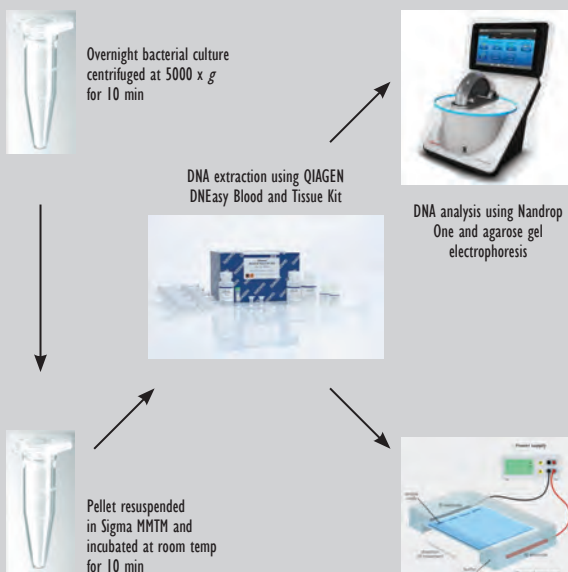 Overnight bacterial culture
centrifuged at 5000 x g
for 10 min
DNA extraction using QIAGEN
DNEasy Blood and Tissue Kit
DNA analysis using Nandrop
One and agarose gel
electrophoresis
Pellet resuspended
in Sigma MMTM and
incubated at room temp
for 10 min
Power supply